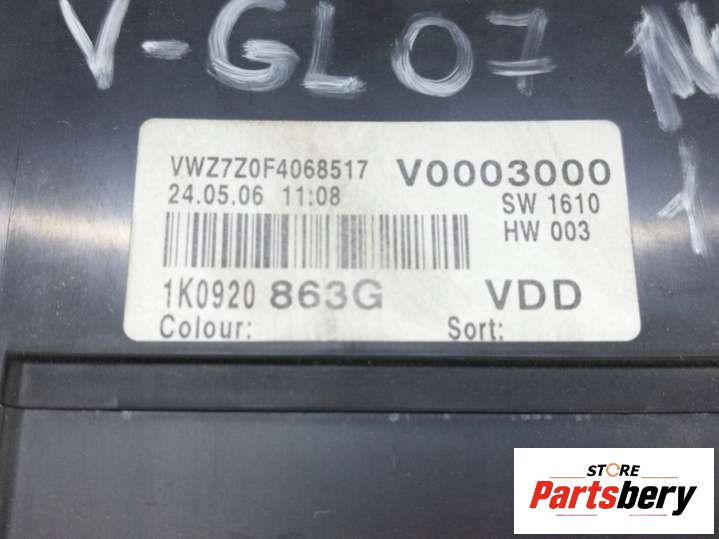 V-GL07
VWZ7Z0F4068517 V0003000
24.05.06 11:08 SW 1610
HW 003
1
1K0920 863G VDD
Colour: Sort:
STORE
Partsbery